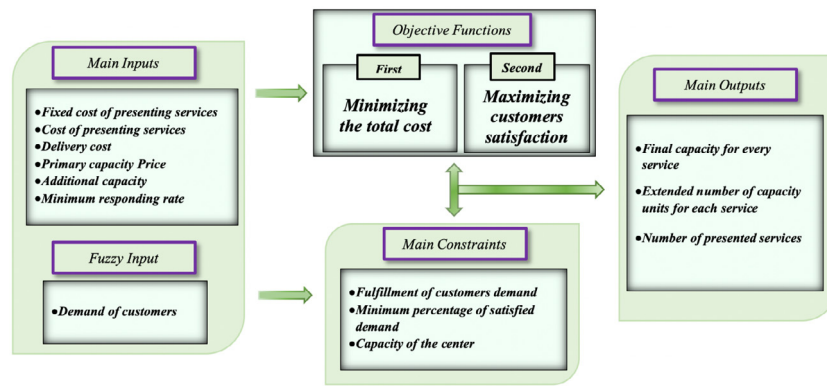 Main Inputs
●Fixed cost of presenting services
●Cost of presenting services
●Delivery cost
●Primary capacity Price
●Additional capacity
●Minimum responding rate
Fuzzy Input
●Demand of customers
Objective Functions
First
Minimizing
the total cost
Second
Maximizing
customers
satisfaction
Main Constraints
●Fulfillment of customers demand
●Minimum percentage of satisfied
demand
●Capacity of the center
Main Outputs
●Final capacity for every
service
●Extended number of capacity
units for each service
●Number of presented services